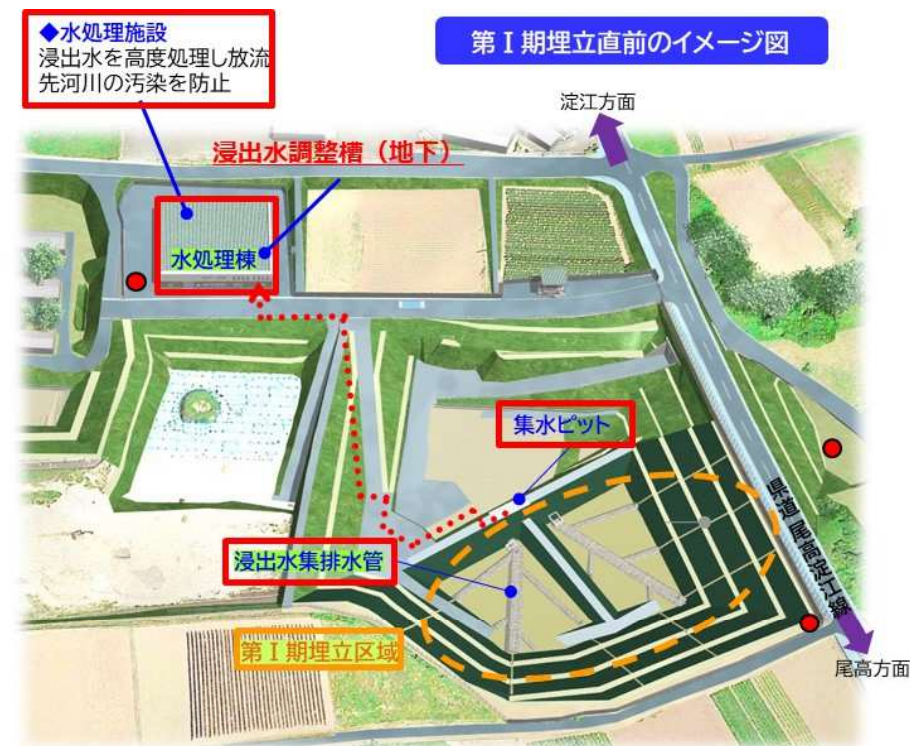 ◆水処理施設
浸出水を高度処理し放流
先河川の汚染を防止
第Ⅰ期埋立直前のイメージ図
淀江方面
浸出水調整槽（地下）
水処理棟
集水ピット
県道尾高淀江線
浸出水集排水管
第Ⅰ期埋立区域
尾高方面